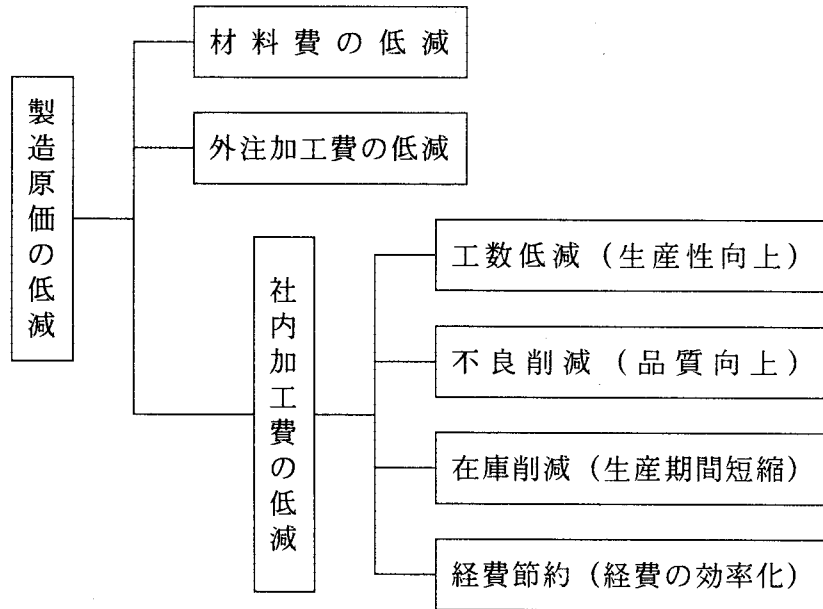 製造原価の低減
材料費の低減
外注加工費の低減
社内加工費の低減
工数低減（生産性向上）
不良削減（品質向上）
在庫削減（生産期間短縮）
経費節約（経費の効率化）